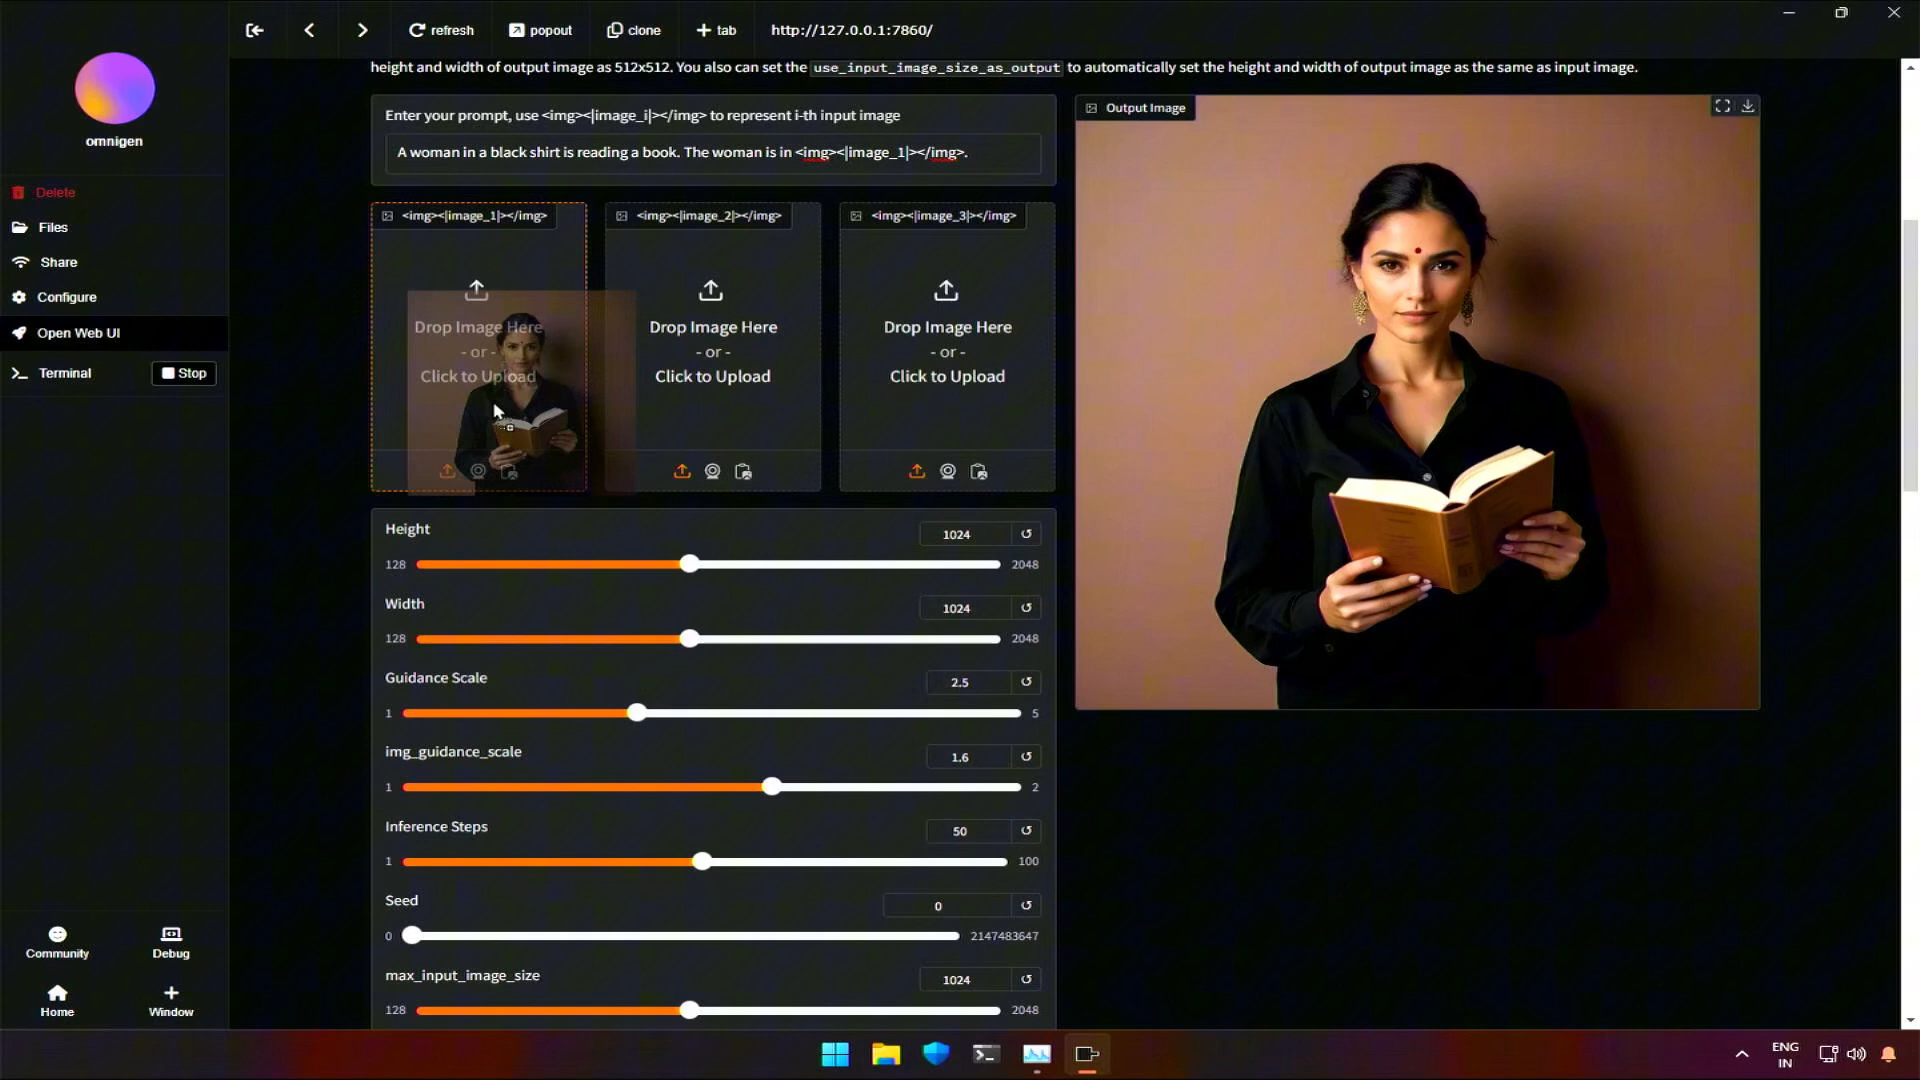 refresh
popout
clone
tab
http://127.0.0.1:7860/
omnigen
Delete
Files
Share
Configure
Open Web UI
Terminal
Stop
Community
Debug
Home
Window
height and width of output image as 512x512. You also can set the use_input_image_size_as_output to automatically set the height and width of output image as the same as input image.
Enter your prompt, use <img><|image_i|></img> to represent i-th input image
A woman in a black shirt is reading a book. The woman is in <img><|image_1|></img>.
<img><|image_1|></img>
Drop Image Here
- or -
Click to Upload
<img><|image_2|></img>
Drop Image Here
- or -
Click to Upload
<img><|image_3|></img>
Drop Image Here
- or -
Click to Upload
Height
1024
128
2048
Width
1024
128
2048
Guidance Scale
2.5
1
5
img_guidance_scale
1.6
1
2
Inference Steps
50
1
100
Seed
0
0
2147483647
max_input_image_size
1024
128
2048
Output Image
ENG
IN